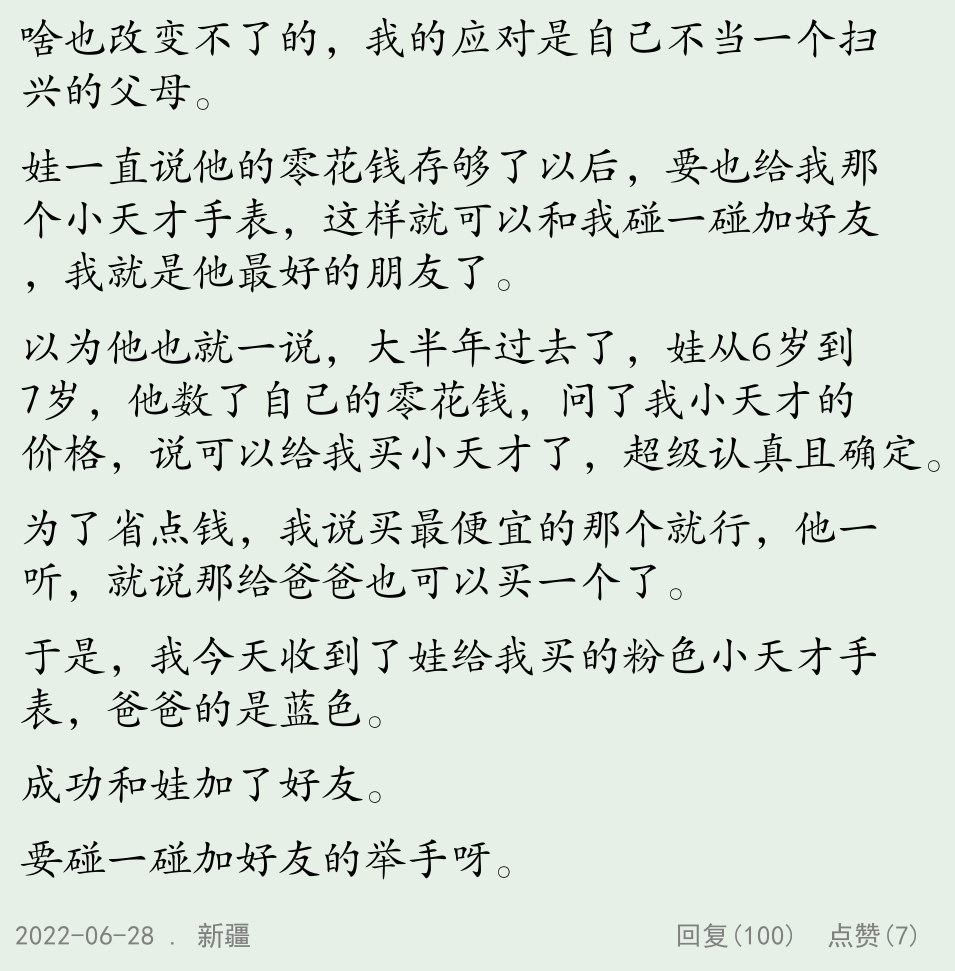 啥也改变不了的，我的应对是自己不当一个扫
兴的父母。
娃一直说他的零花钱存够了以后，要也给我那
个小天才手表，这样就可以和我碰一碰加好友
，我就是他最好的朋友了。
以为他也就一说，大半年过去了，娃从6岁到
7岁，他数了自己的零花钱，问了我小天才的
价格，说可以给我买小天才了，超级认真且确定。
为了省点钱，我说买最便宜的那个就行，他一
听，就说那给爸爸也可以买一个了。
于是，我今天收到了娃给我买的粉色小天才手
表，爸爸的是蓝色。
成功和娃加了好友。
要碰一碰加好友的举手呀。
2022-06-28 . 新疆 回复(100) 点赞(7)